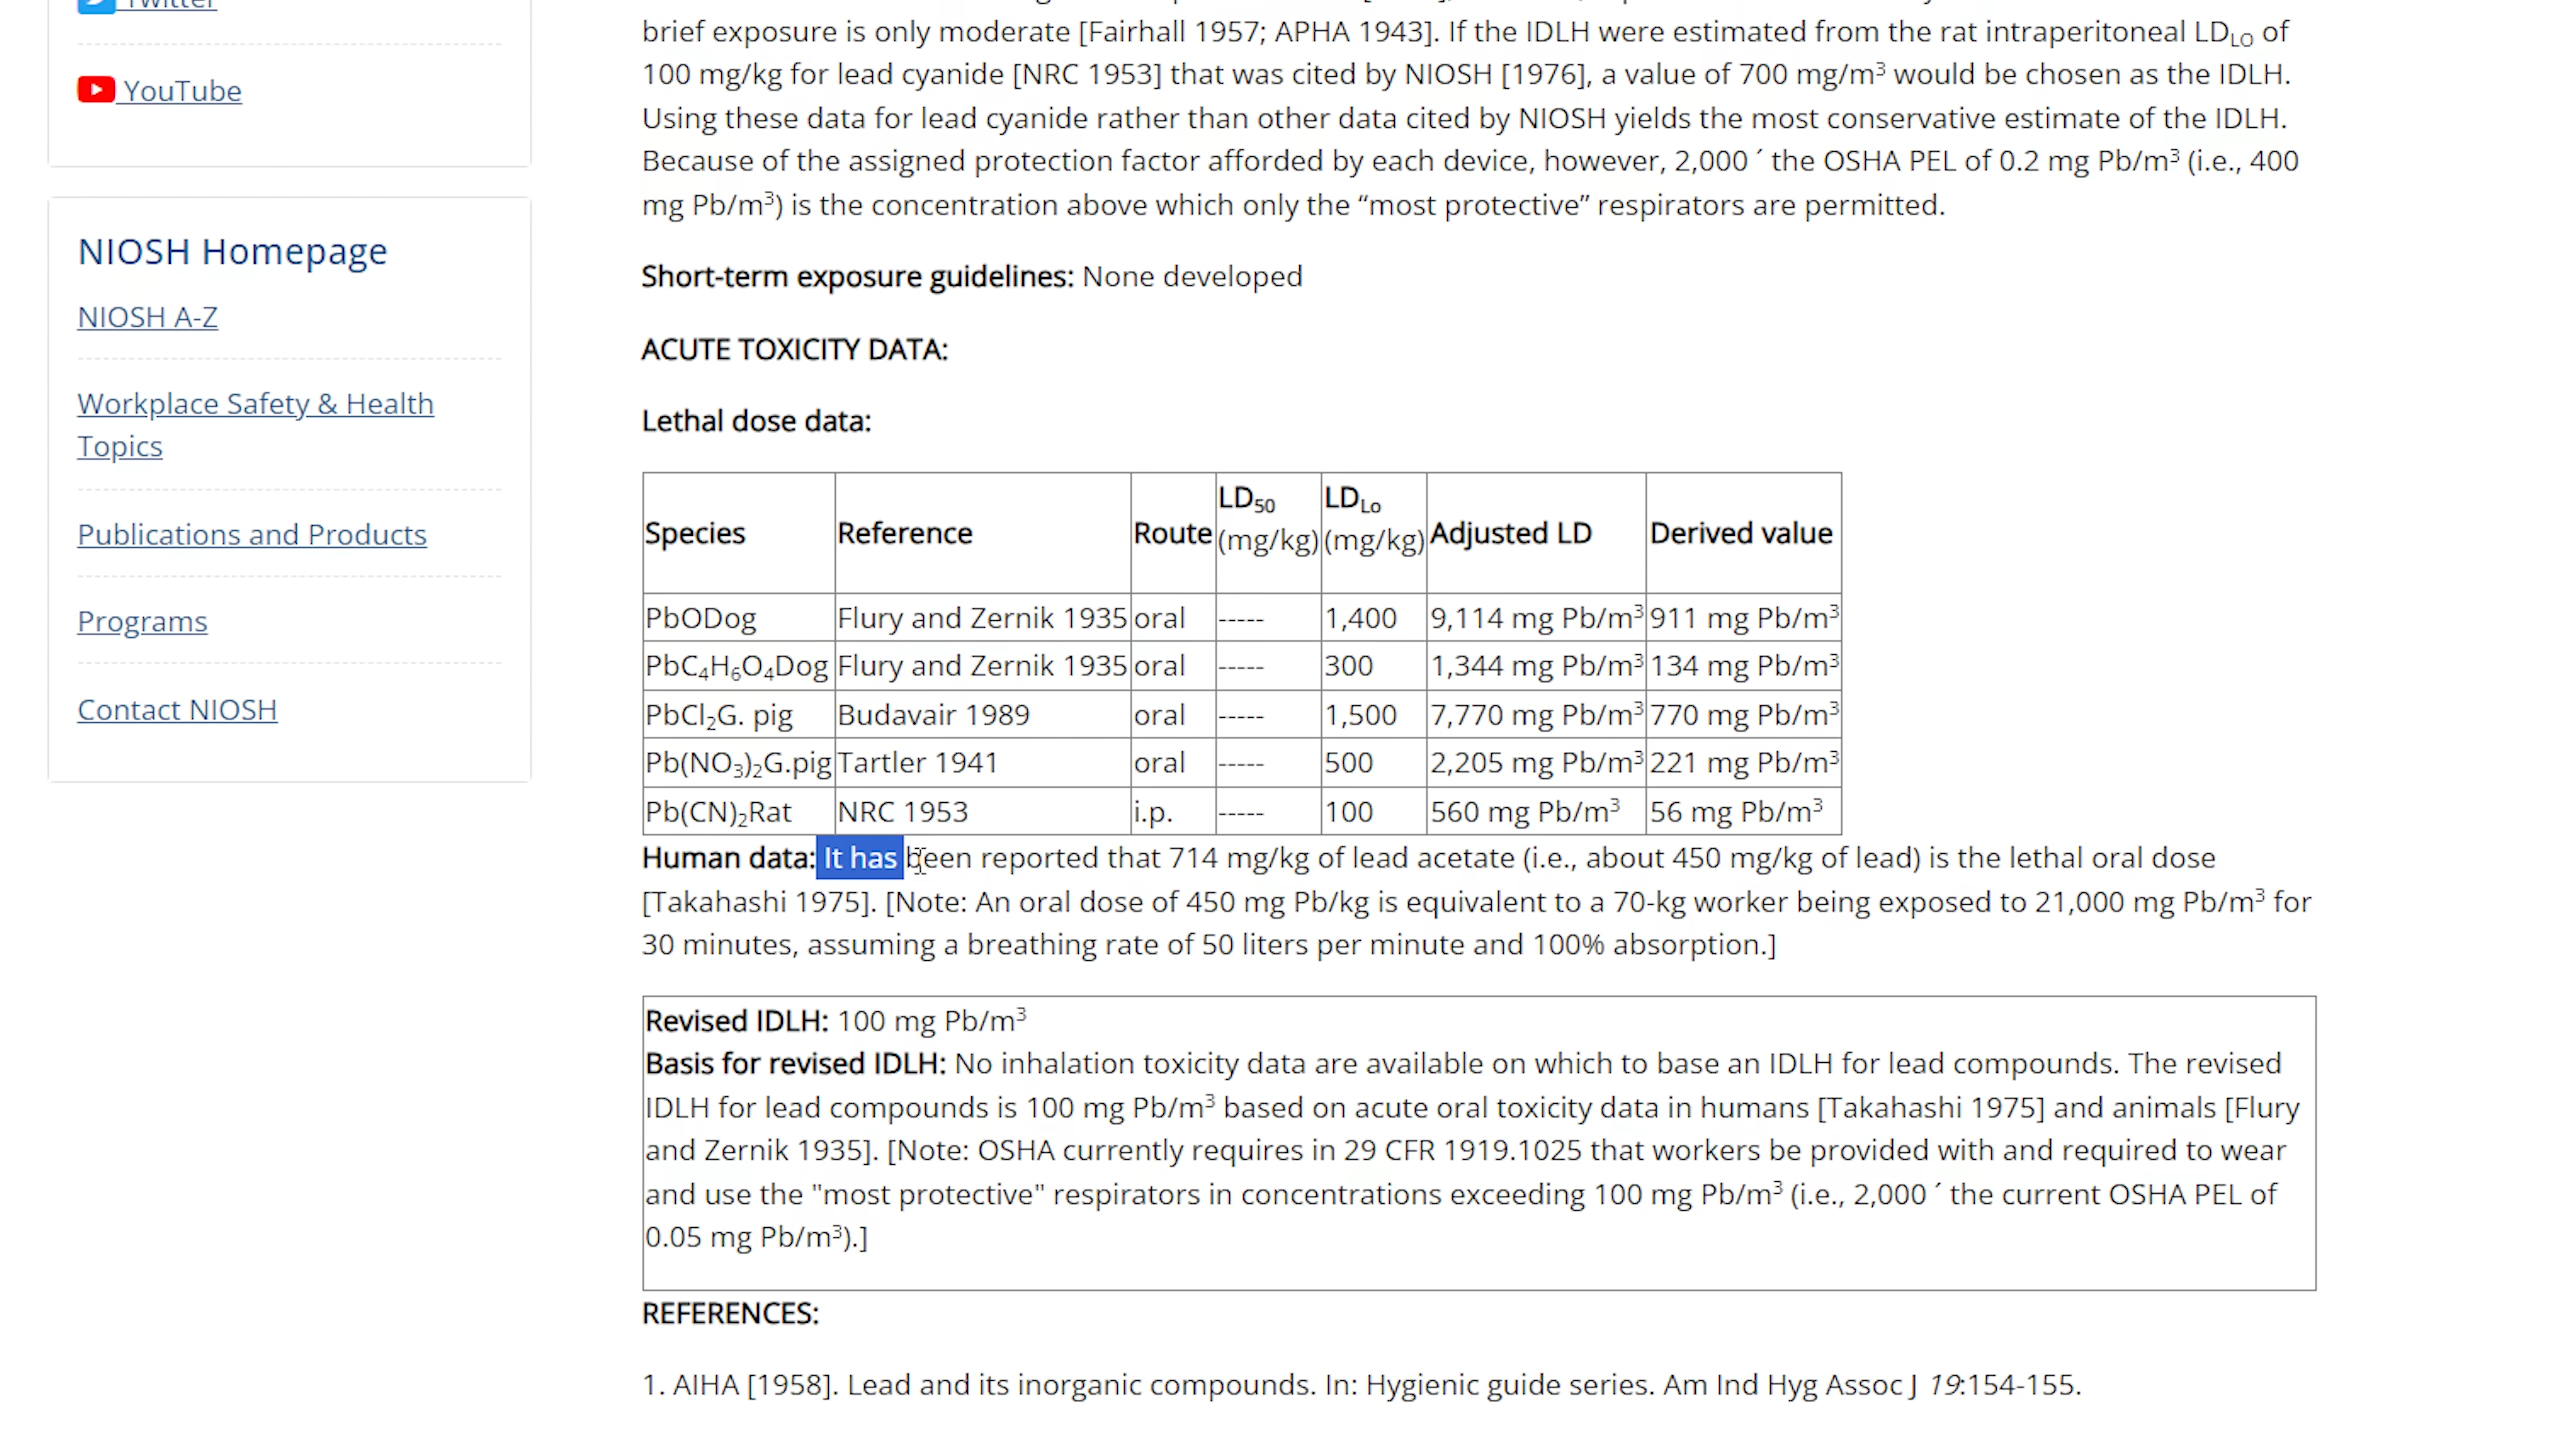 Twitter
YouTube
NIOSH Homepage
NIOSH A-Z
Workplace Safety & Health
Topics
Publications and Products
Programs
Contact NIOSH
brief exposure is only moderate [Fairhall 1957; APHA 1943]. If the IDLH were estimated from the rat intraperitoneal LDLO of
100 mg/kg for lead cyanide [NRC 1953] that was cited by NIOSH [1976], a value of 700 mg/m³ would be chosen as the IDLH.
Using these data for lead cyanide rather than other data cited by NIOSH yields the most conservative estimate of the IDLH.
Because of the assigned protection factor afforded by each device, however, 2,000 ´ the OSHA PEL of 0.2 mg Pb/m³ (i.e., 400
mg Pb/m³) is the concentration above which only the “most protective” respirators are permitted.
Short-term exposure guidelines: None developed
ACUTE TOXICITY DATA:
Lethal dose data:
Species Reference Route LD₅₀ (mg/kg) LDLo (mg/kg) Adjusted LD Derived value
PbODog Flury and Zernik 1935 oral ----- 1,400 9,114 mg Pb/m³ 911 mg Pb/m³
PbC₄H₆O₄Dog Flury and Zernik 1935 oral ----- 300 1,344 mg Pb/m³ 134 mg Pb/m³
PbCl₂G. pig Budavair 1989 oral ----- 1,500 7,770 mg Pb/m³ 770 mg Pb/m³
Pb(NO₃)₂G.pig Tartler 1941 oral ----- 500 2,205 mg Pb/m³ 221 mg Pb/m³
Pb(CN)₂Rat NRC 1953 i.p. ----- 100 560 mg Pb/m³ 56 mg Pb/m³
Human data: It has been reported that 714 mg/kg of lead acetate (i.e., about 450 mg/kg of lead) is the lethal oral dose
[Takahashi 1975]. [Note: An oral dose of 450 mg Pb/kg is equivalent to a 70-kg worker being exposed to 21,000 mg Pb/m³ for
30 minutes, assuming a breathing rate of 50 liters per minute and 100% absorption.]
Revised IDLH: 100 mg Pb/m³
Basis for revised IDLH: No inhalation toxicity data are available on which to base an IDLH for lead compounds. The revised
IDLH for lead compounds is 100 mg Pb/m³ based on acute oral toxicity data in humans [Takahashi 1975] and animals [Flury
and Zernik 1935]. [Note: OSHA currently requires in 29 CFR 1919.1025 that workers be provided with and required to wear
and use the "most protective" respirators in concentrations exceeding 100 mg Pb/m³ (i.e., 2,000 ´ the current OSHA PEL of
0.05 mg Pb/m³).]
REFERENCES:
1. AIHA [1958]. Lead and its inorganic compounds. In: Hygienic guide series. Am Ind Hyg Assoc J 19:154-155.